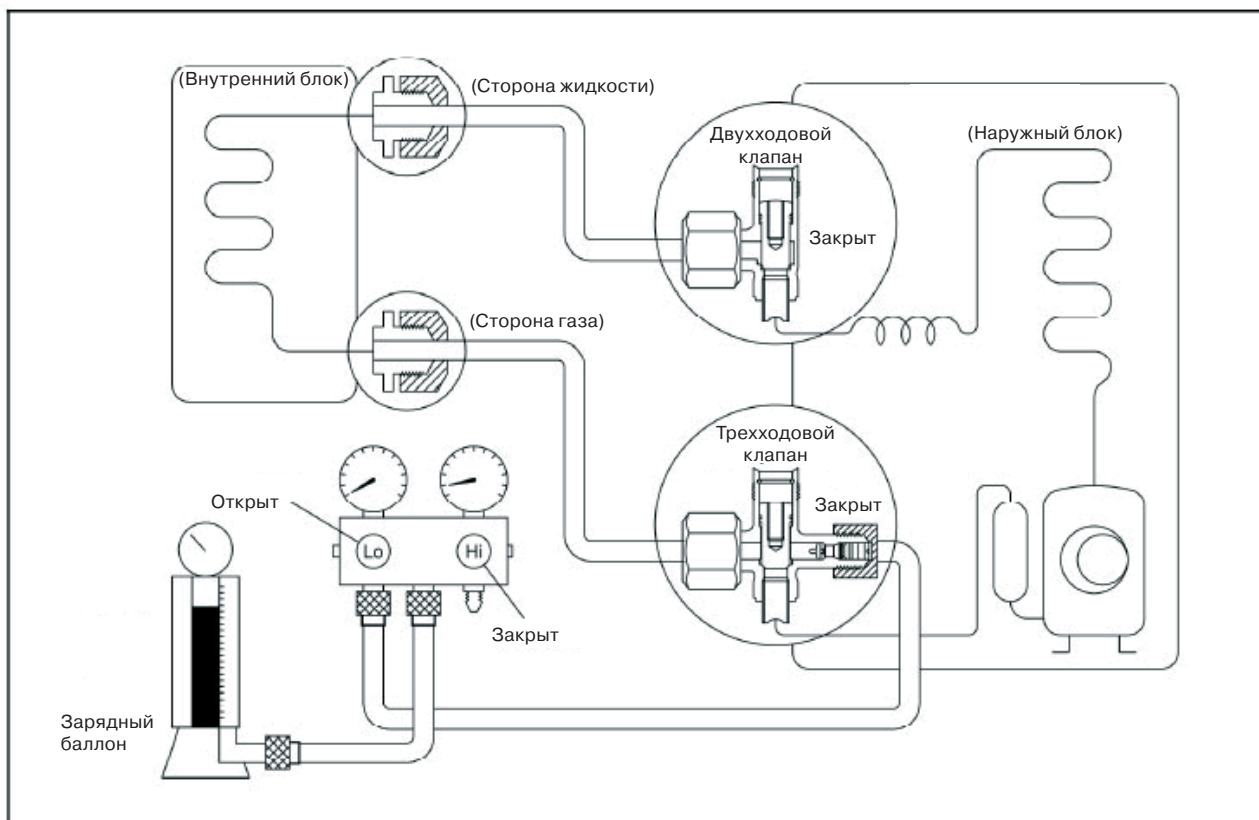 (Внутренний блок)
(Сторона жидкости)
Двухходовой
клапан
(Наружный блок)
Закрыт
(Сторона газа)
Трехходовой
клапан
Закрыт
Открыт
Lo
Hi
Закрыт
Зарядный
баллон